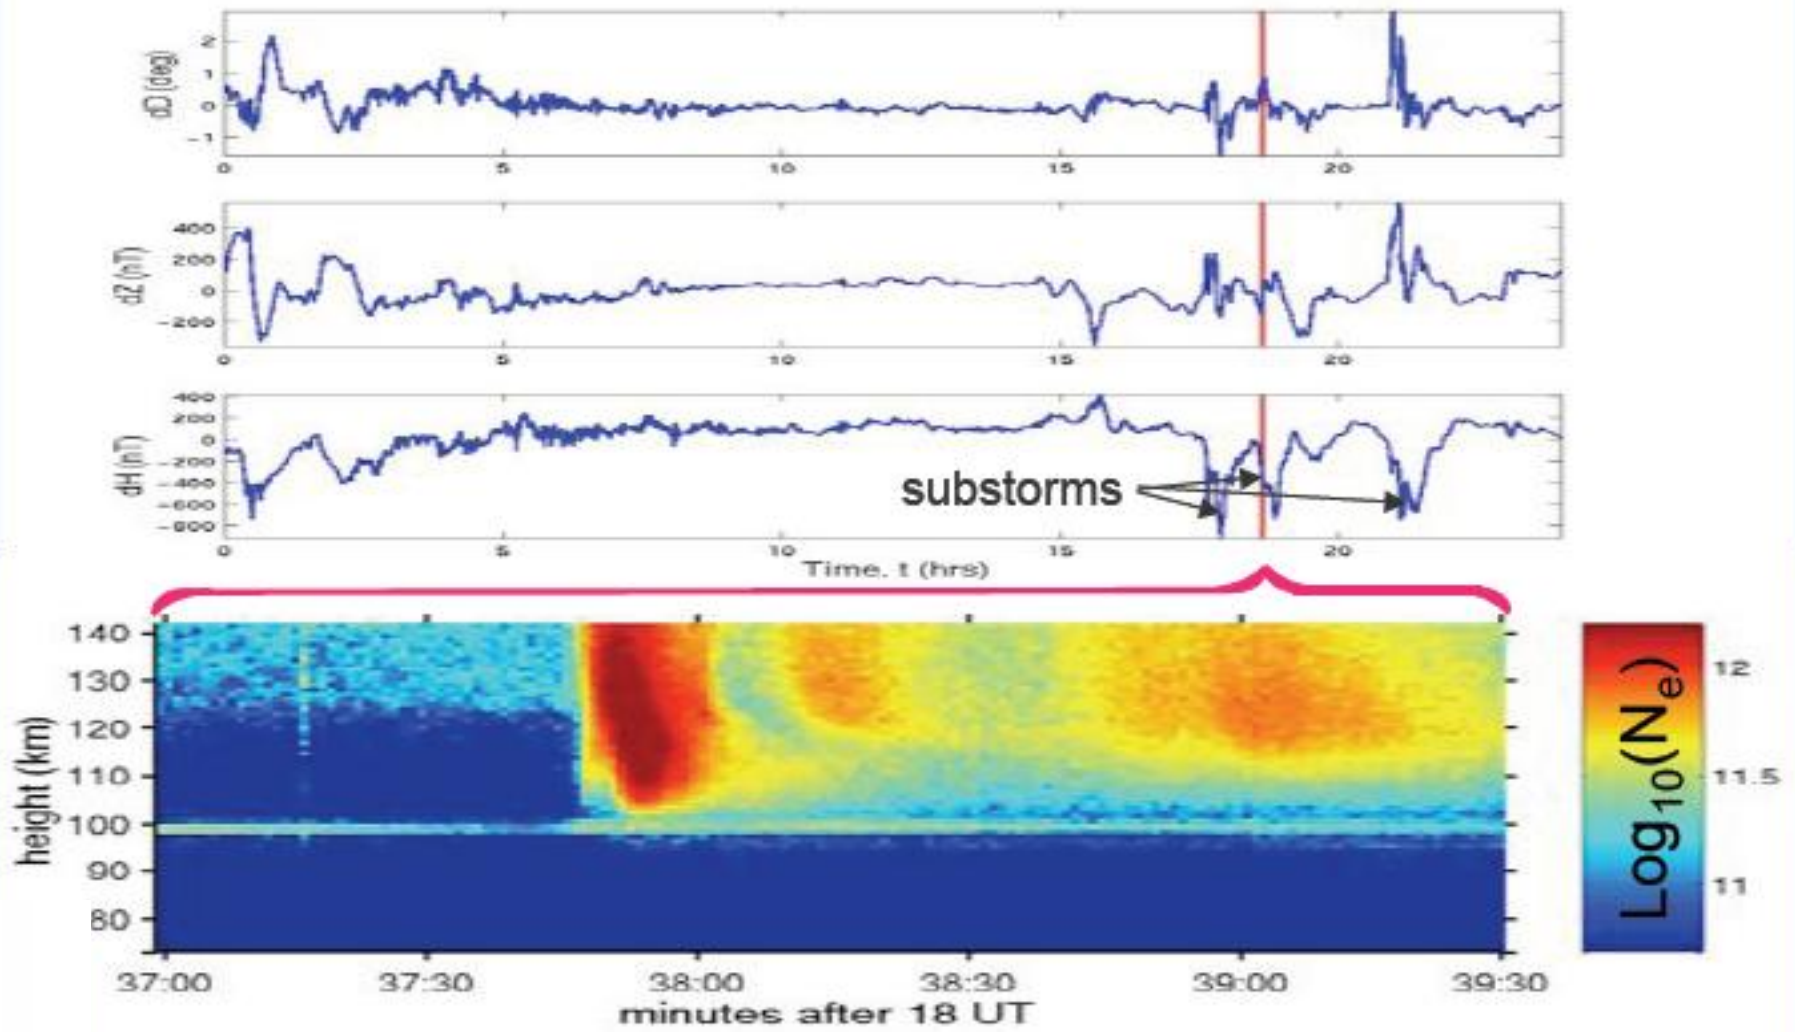 dD (deg)
2
1
0
−1
0 5 10 15 20
dZ (nT)
400
200
0
−200
0 5 10 15 20
dH (nT)
400
200
0
−200
−400
−600
−800
substorms
0 5 10 15 20
Time, t (hrs)
height (km)
140
130
120
110
100
90
80
37:00 37:30 38:00 38:30 39:00 39:30
minutes after 18 UT
Log10(Ne)
12
11.5
11